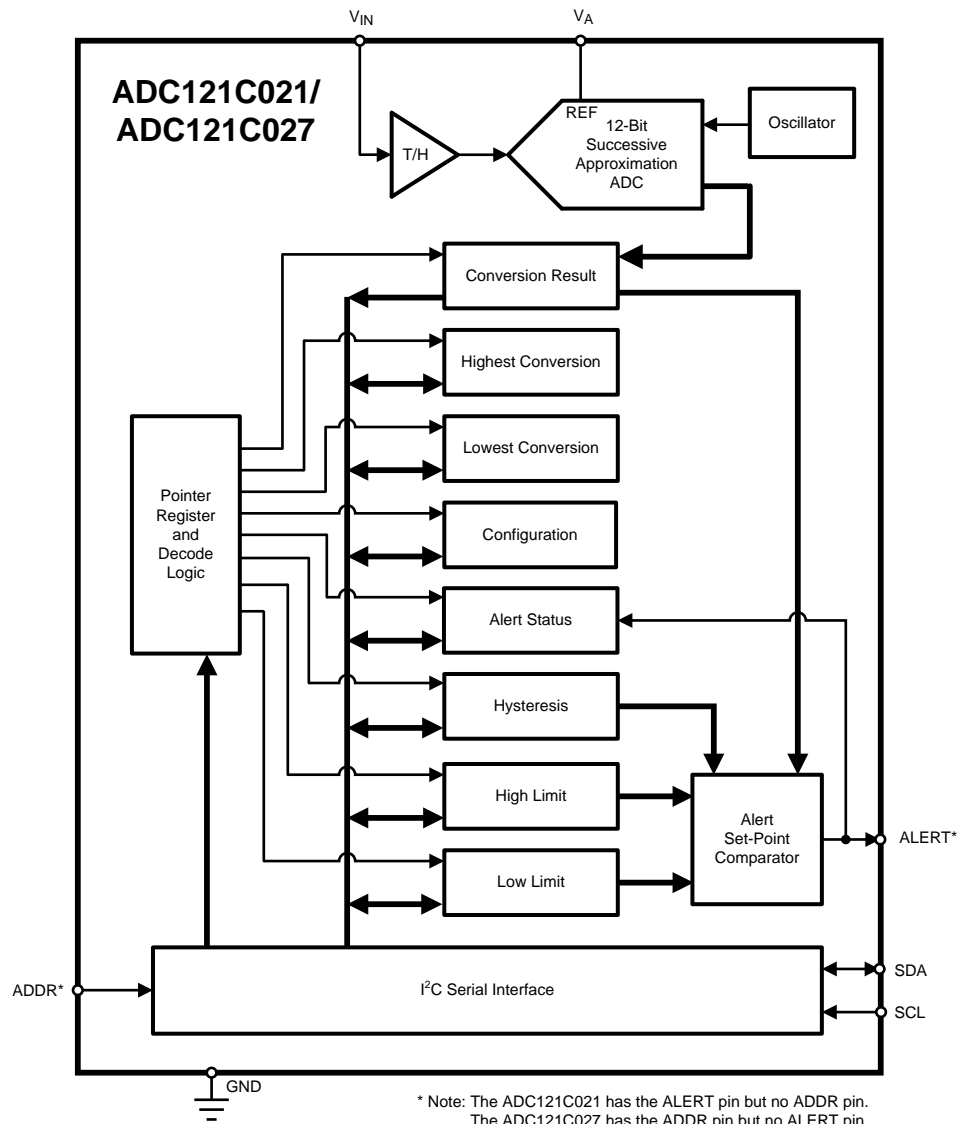 V_IN
V_A
ADC121C021/
ADC121C027
REF
12-Bit
Successive
Approximation
ADC
Oscillator
T/H
Conversion Result
Highest Conversion
Lowest Conversion
Pointer
Register
and
Decode
Logic
Configuration
Alert Status
Hysteresis
High Limit
Alert
Set-Point
Comparator
ALERT*
Low Limit
I²C Serial Interface
SDA
ADDR*
SCL
GND
* Note: The ADC121C021 has the ALERT pin but no ADDR pin.
The ADC121C027 has the ADDR pin but no ALERT pin.